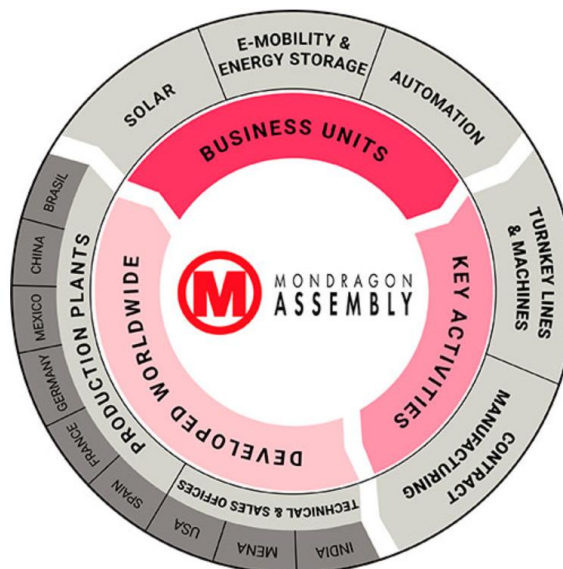 SOLAR
E-MOBILITY &
ENERGY STORAGE
AUTOMATION
BUSINESS UNITS
TURNKEY LINES
& MACHINES
CONTRACT
MANUFACTURING
KEY ACTIVITIES
DEVELOPED WORLDWIDE
PRODUCTION PLANTS
BRASIL
CHINA
MEXICO
GERMANY
FRANCE
SPAIN
TECHNICAL & SALES OFFICES
USA
MENA
INDIA
M
MONDRAGON
ASSEMBLY